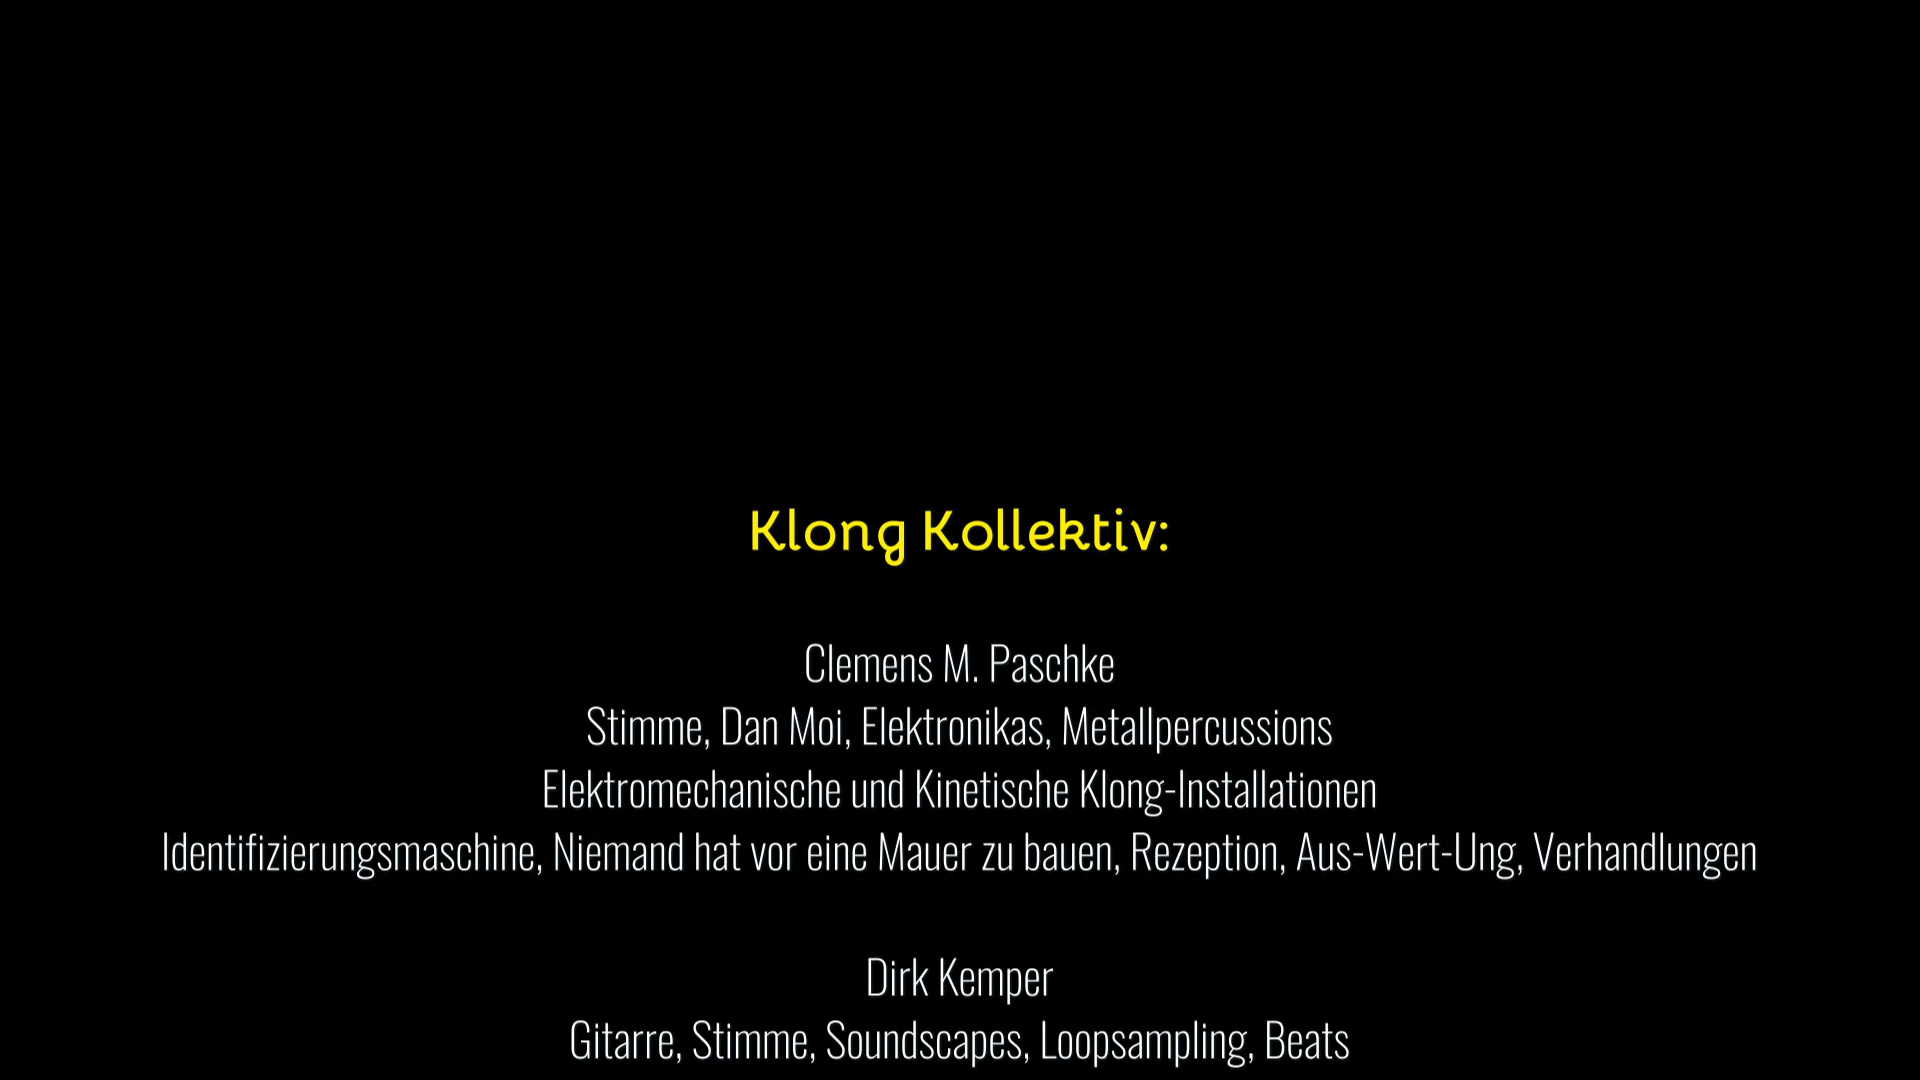 Klong Kollektiv:
Clemens M. Paschke
Stimme, Dan Moi, Elektronikas, Metallpercussions
Elektromechanische und Kinetische Klong-Installationen
Identifizierungsmaschine, Niemand hat vor eine Mauer zu bauen, Rezeption, Aus-Wert-Ung, Verhandlungen
Dirk Kemper
Gitarre, Stimme, Soundscapes, Loopsampling, Beats